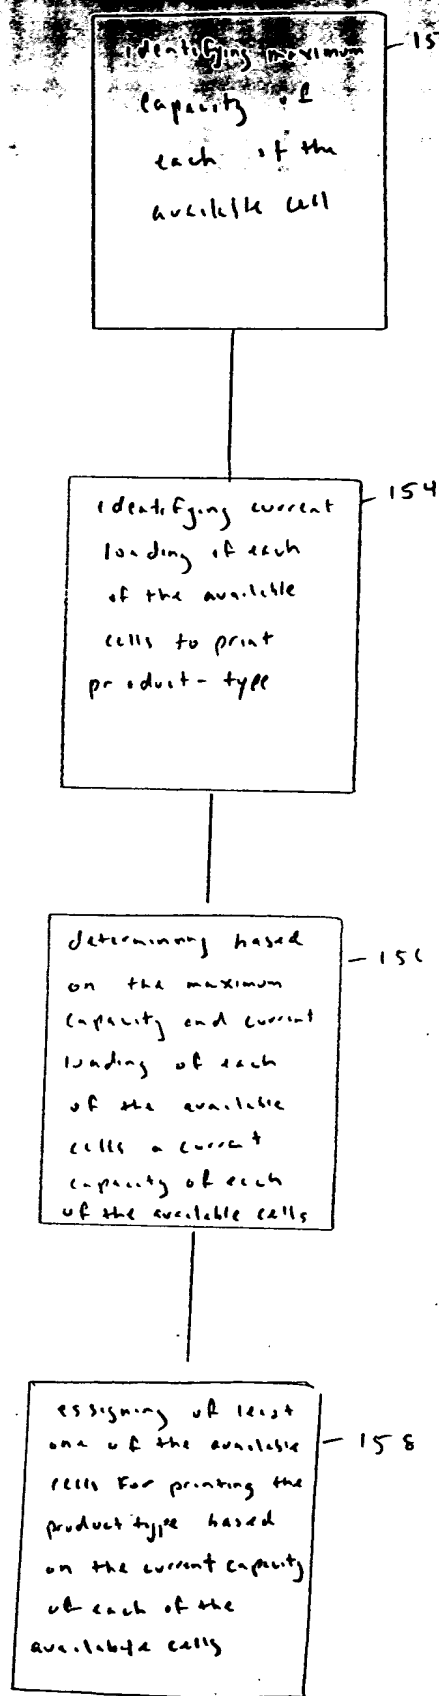 identifying maximum
capacity of
each of the
available cell
identifying current
loading of each
of the available
cells to print
product-type
154
determining based
on the maximum
capacity and current
loading of each
of the available
cells a current
capacity of each
of the available cells
assigning of least
one of the available
cells for printing the
product type based
on the current capacity
of each of the
available cells
158